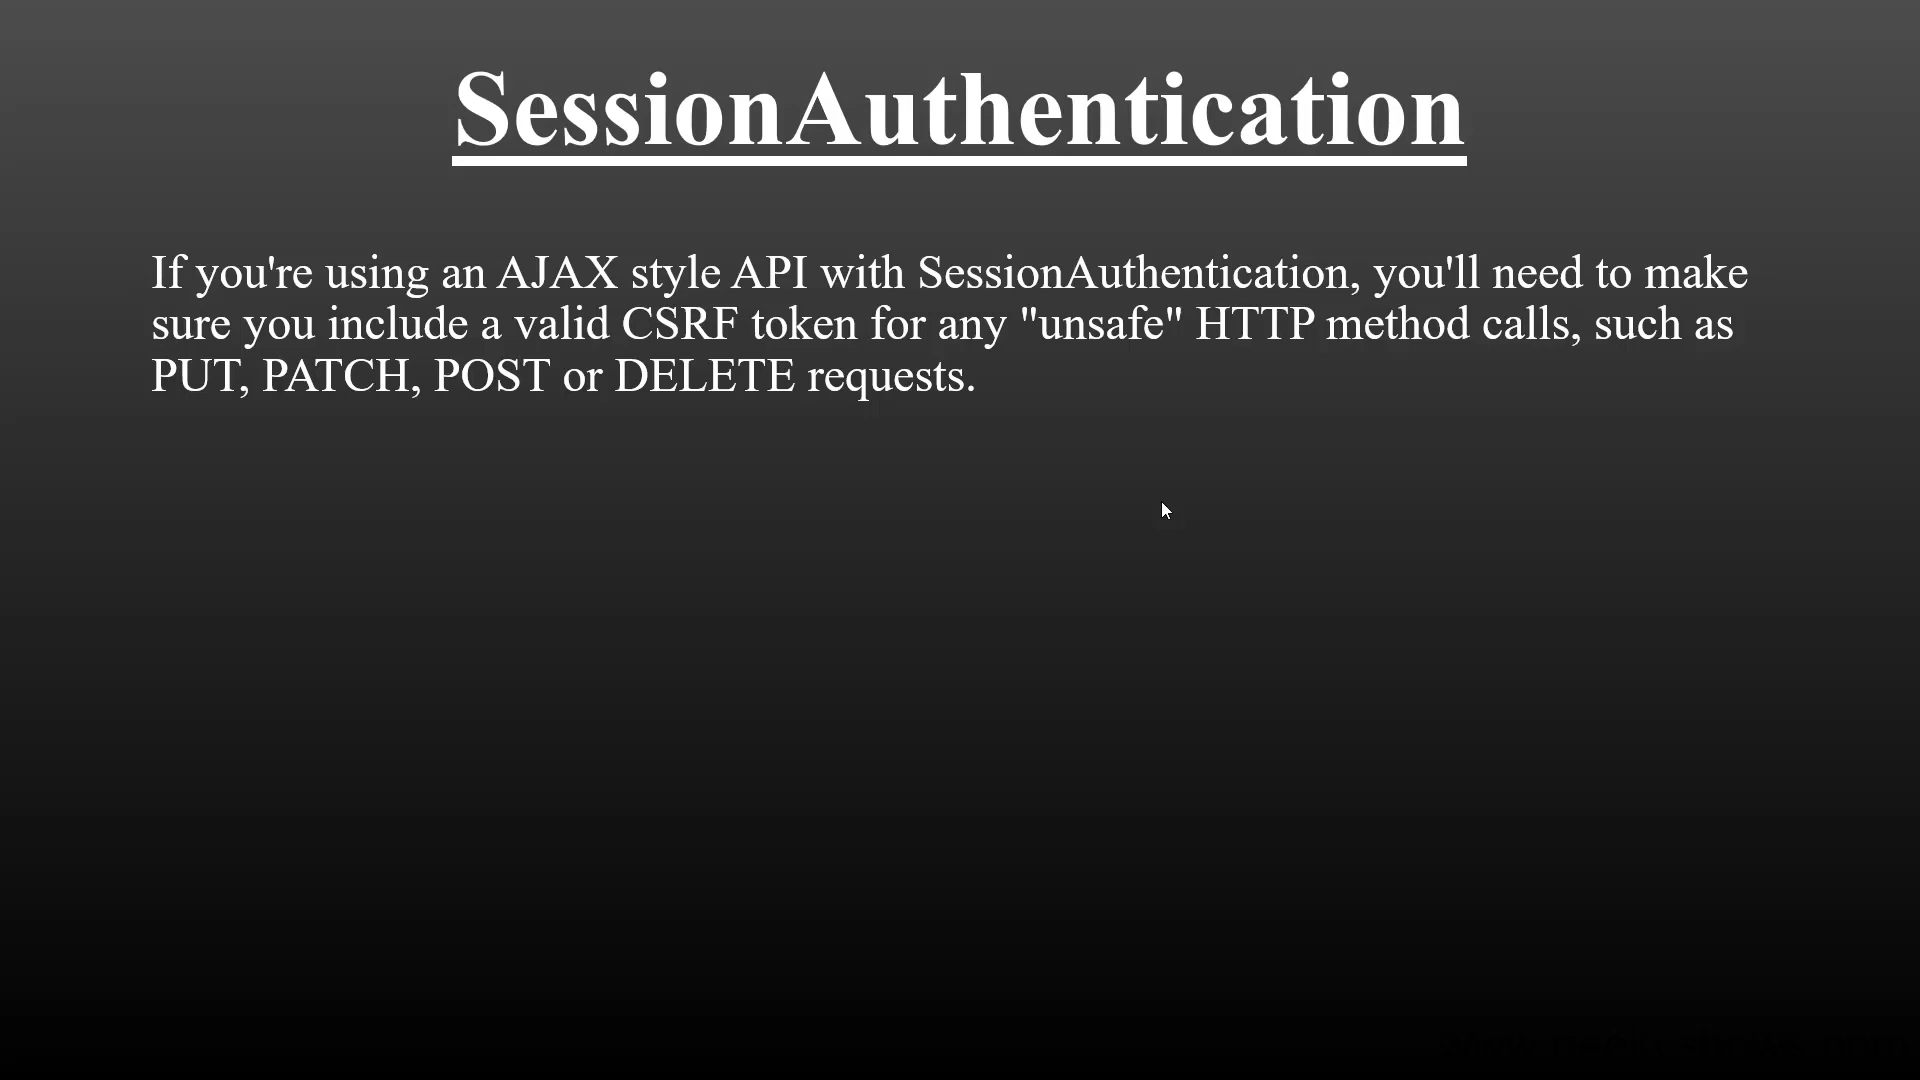 SessionAuthentication
If you're using an AJAX style API with SessionAuthentication, you'll need to make
sure you include a valid CSRF token for any "unsafe" HTTP method calls, such as
PUT, PATCH, POST or DELETE requests.